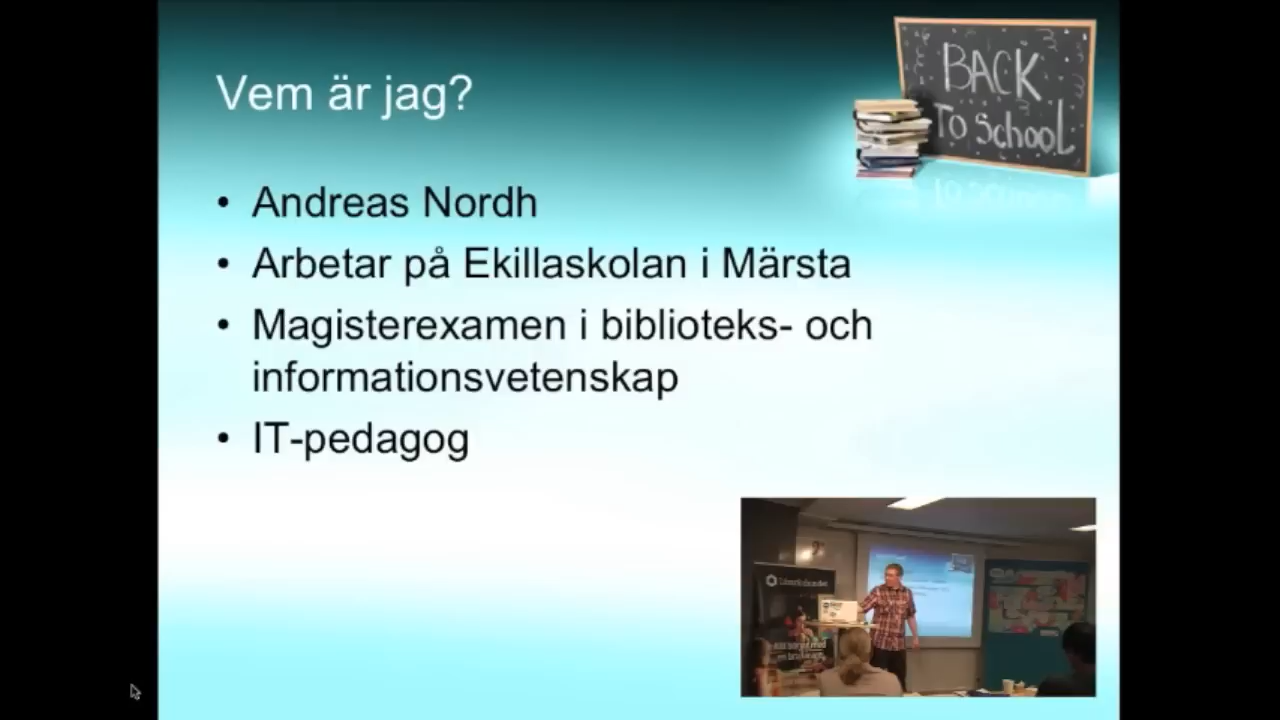 Vem är jag?
BACK
To SchooL
• Andreas Nordh
• Arbetar på Ekillaskolan i Märsta
• Magisterexamen i biblioteks- och
informationsvetenskap
• IT-pedagog